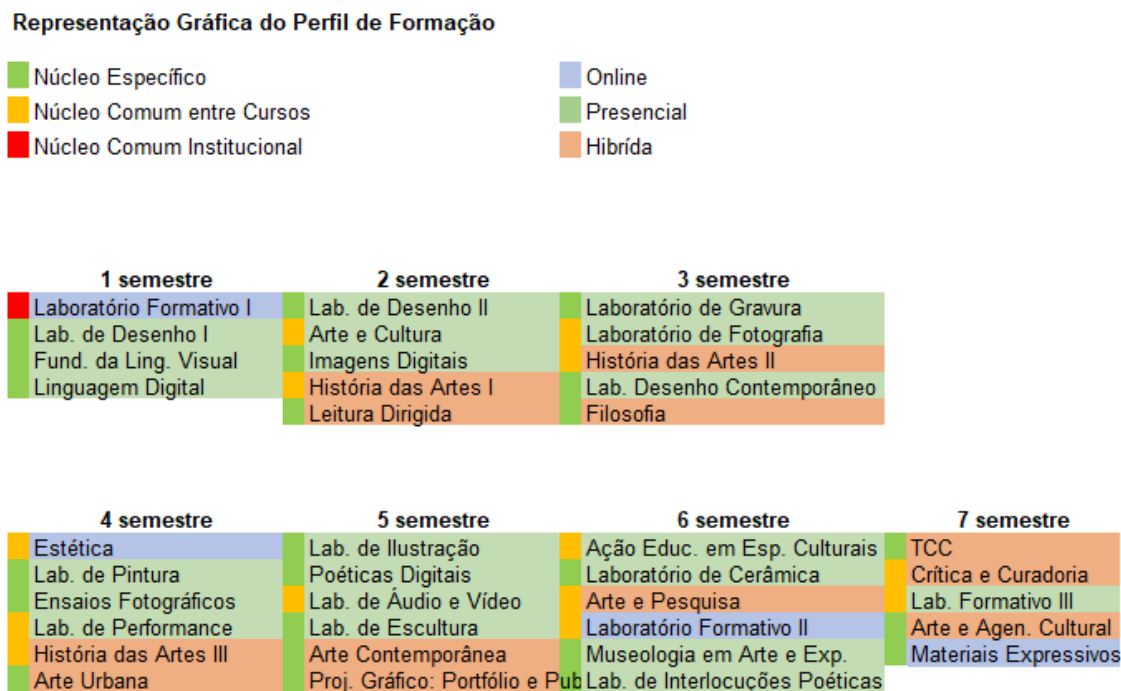 Representação Gráfica do Perfil de Formação
Núcleo Específico
Núcleo Comum entre Cursos
Núcleo Comum Institucional
Online
Presencial
Hibrída
1 semestre
Laboratório Formativo I
Lab. de Desenho I
Fund. da Ling. Visual
Linguagem Digital
2 semestre
Lab. de Desenho II
Arte e Cultura
Imagens Digitais
História das Artes I
Leitura Dirigida
3 semestre
Laboratório de Gravura
Laboratório de Fotografia
História das Artes II
Lab. Desenho Contemporâneo
Filosofia
4 semestre
Estética
Lab. de Pintura
Ensaios Fotográficos
Lab. de Performance
História das Artes III
Arte Urbana
5 semestre
Lab. de Ilustração
Poéticas Digitais
Lab. de Áudio e Vídeo
Lab. de Escultura
Arte Contemporânea
Proj. Gráfico: Portfólio e Pub
6 semestre
Ação Educ. em Esp. Culturais
Laboratório de Cerâmica
Arte e Pesquisa
Laboratório Formativo II
Museologia em Arte e Exp.
Lab. de Interlocuções Poéticas
7 semestre
TCC
Crítica e Curadoria
Lab. Formativo III
Arte e Agen. Cultural
Materiais Expressivos